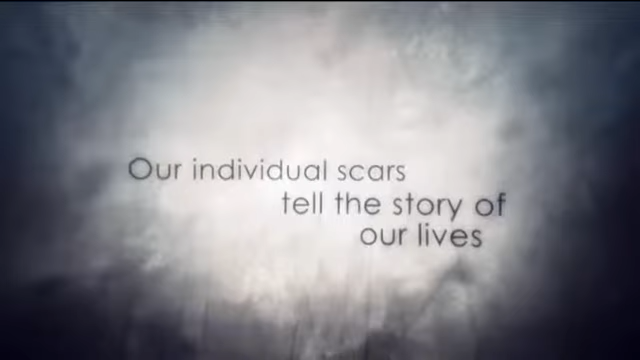 Our individual scars
tell the story of
our lives